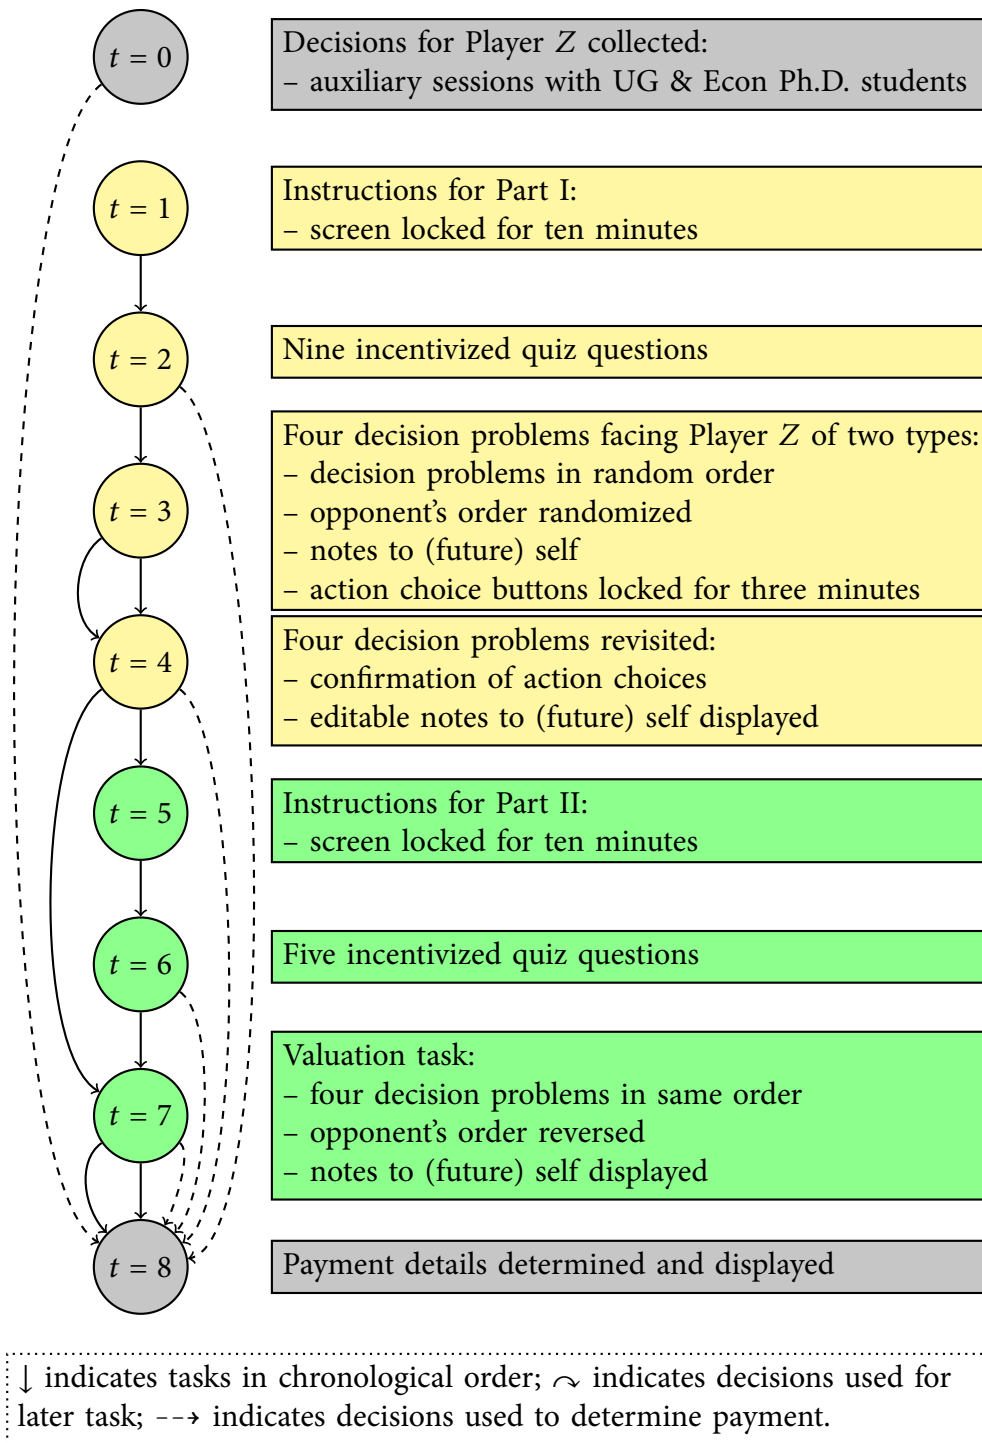 t = 0
Decisions for Player Z collected:
– auxiliary sessions with UG & Econ Ph.D. students
t = 1
Instructions for Part I:
– screen locked for ten minutes
t = 2
Nine incentivized quiz questions
t = 3
Four decision problems facing Player Z of two types:
– decision problems in random order
– opponent's order randomized
– notes to (future) self
– action choice buttons locked for three minutes
t = 4
Four decision problems revisited:
– confirmation of action choices
– editable notes to (future) self displayed
t = 5
Instructions for Part II:
– screen locked for ten minutes
t = 6
Five incentivized quiz questions
t = 7
Valuation task:
– four decision problems in same order
– opponent's order reversed
– notes to (future) self displayed
t = 8
Payment details determined and displayed
↓ indicates tasks in chronological order; ↷ indicates decisions used for
later task; --→ indicates decisions used to determine payment.